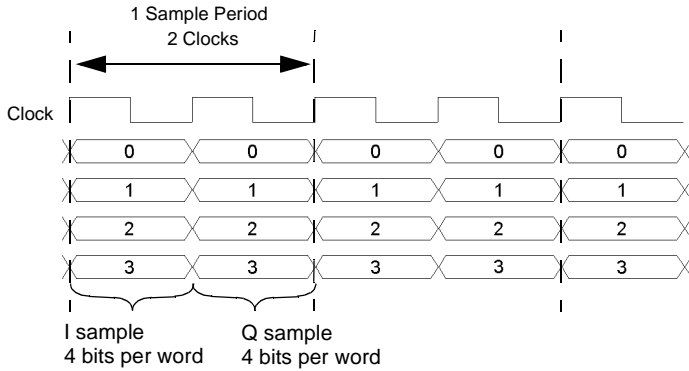 1 Sample Period
2 Clocks
Clock
0 0 0 0 0
1 1 1 1 1
2 2 2 2 2
3 3 3 3 3
I sample
4 bits per word
Q sample
4 bits per word